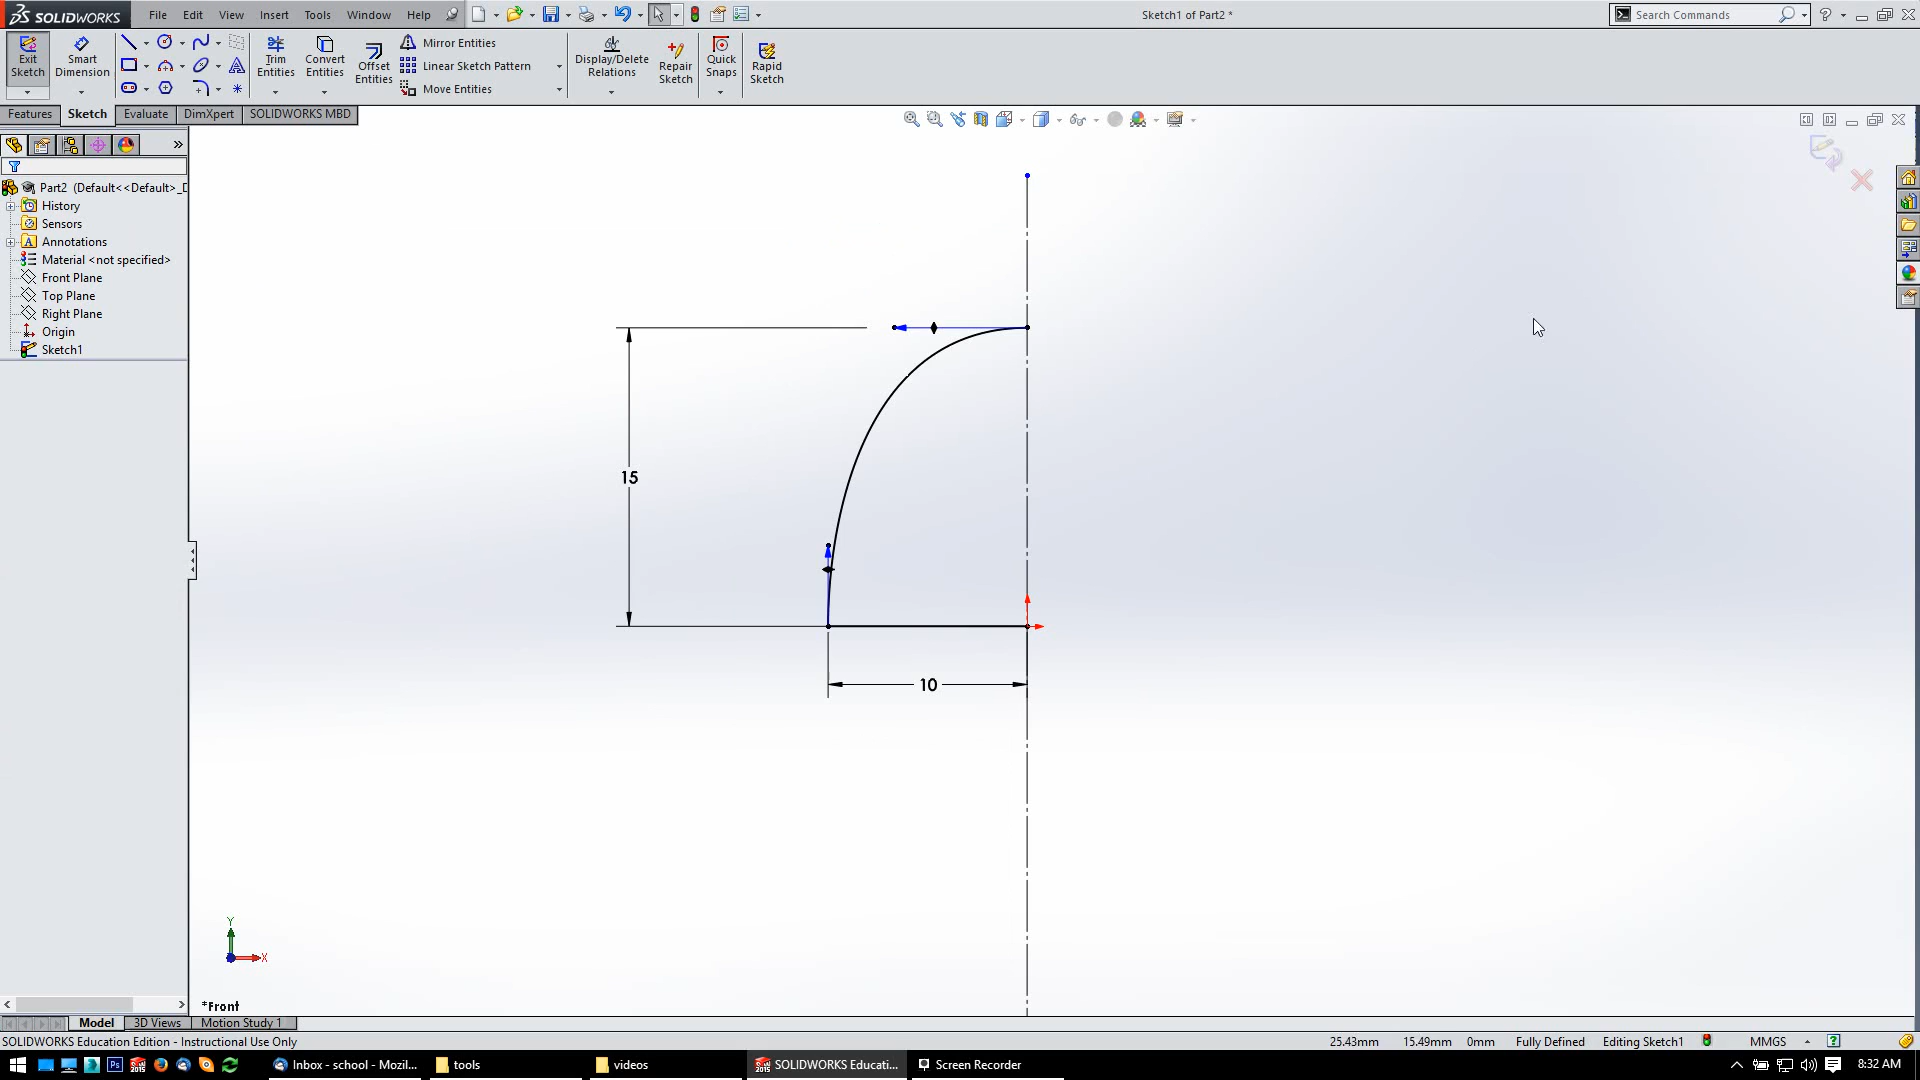 SOLIDWORKS File Edit View Insert Tools Window Help Sketch1 of Part2 * Search Commands
Exit Sketch
Smart Dimension
Trim Entities
Convert Entities
Offset Entities
Mirror Entities
Linear Sketch Pattern
Move Entities
Display/Delete Relations
Repair Sketch
Quick Snaps
Rapid Sketch
Features Sketch Evaluate DimXpert SOLIDWORKS MBD
Part2 (Default<<Default>_D
History
Sensors
Annotations
Material <not specified>
Front Plane
Top Plane
Right Plane
Origin
Sketch1
15
10
Y
X
*Front
Model 3D Views Motion Study 1
SOLIDWORKS Education Edition - Instructional Use Only 25.43mm 15.49mm 0mm Fully Defined Editing Sketch1 MMGS
Inbox - school - Mozil... tools videos SOLIDWORKS Educati... Screen Recorder 8:32 AM